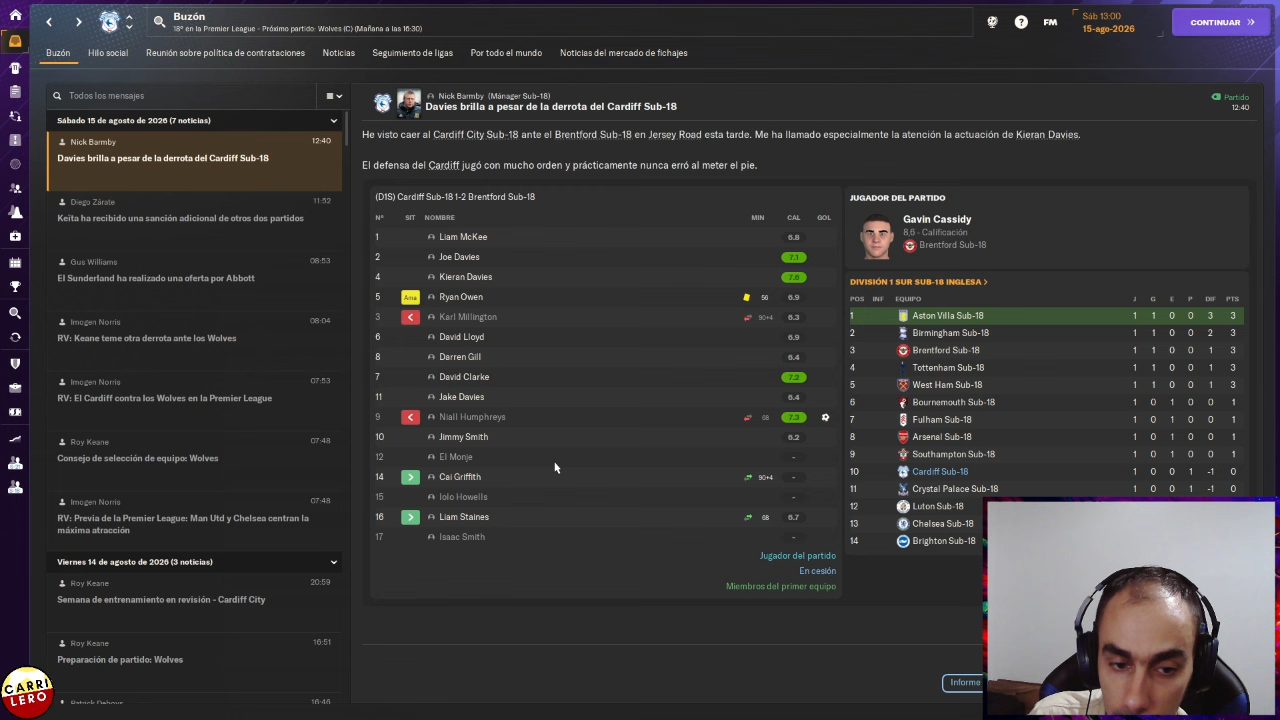 Buzón
18º en la Premier League - Próximo partido: Wolves (C) (Mañana a las 16:30)
FM
Sáb 13:00
15-ago-2026
CONTINUAR
Buzón
Hilo social
Reunión sobre política de contrataciones
Noticias
Seguimiento de ligas
Por todo el mundo
Noticias del mercado de fichajes
Todos los mensajes
Sábado 15 de agosto de 2026 (7 noticias)
Nick Barmby 12:40
Davies brilla a pesar de la derrota del Cardiff Sub-18
Diego Zárate 11:52
Keïta ha recibido una sanción adicional de otros dos partidos
Gus Williams 08:53
El Sunderland ha realizado una oferta por Abbott
Imogen Norris 08:04
RV: Keane teme otra derrota ante los Wolves
Imogen Norris 07:53
RV: El Cardiff contra los Wolves en la Premier League
Roy Keane 07:48
Consejo de selección de equipo: Wolves
Imogen Norris 07:48
RV: Previa de la Premier League: Man Utd y Chelsea centran la
máxima atracción
Viernes 14 de agosto de 2026 (3 noticias)
Roy Keane 20:59
Semana de entrenamiento en revisión - Cardiff City
Roy Keane 16:51
Preparación de partido: Wolves
16:46
Nick Barmby (Mánager Sub-18)
Davies brilla a pesar de la derrota del Cardiff Sub-18
Partido
12:40
He visto caer al Cardiff City Sub-18 ante el Brentford Sub-18 en Jersey Road esta tarde. Me ha llamado especialmente la atención la actuación de Kieran Davies.
El defensa del Cardiff jugó con mucho orden y prácticamente nunca erró al meter el pie.
(D1S) Cardiff Sub-18 1-2 Brentford Sub-18
Nº SIT NOMBRE MIN CAL GOL
1 Liam McKee 6.8
2 Joe Davies 7.1
4 Kieran Davies 7.6
5 Ama Ryan Owen 56 6.9
3 Karl Millington 90+4 6.3
6 David Lloyd 6.9
8 Darren Gill 6.4
7 David Clarke 7.2
11 Jake Davies 6.4
9 Niall Humphreys 68 7.3
10 Jimmy Smith 6.2
12 El Monje -
14 Cai Griffith 90+4 -
15 Iolo Howells -
16 Liam Staines 68 6.7
17 Isaac Smith -
Jugador del partido
En cesión
Miembros del primer equipo
JUGADOR DEL PARTIDO
Gavin Cassidy
8,6 - Calificación
Brentford Sub-18
DIVISIÓN 1 SUR SUB-18 INGLESA >
POS INF EQUIPO J G E P DIF PTS
1 Aston Villa Sub-18 1 1 0 0 3 3
2 Birmingham Sub-18 1 1 0 0 2 3
3 Brentford Sub-18 1 1 0 0 1 3
4 Tottenham Sub-18 1 1 0 0 1 3
5 West Ham Sub-18 1 1 0 0 1 3
6 Bournemouth Sub-18 1 0 1 0 0 1
7 Fulham Sub-18 1 0 1 0 0 1
8 Arsenal Sub-18 1 0 1 0 0 1
9 Southampton Sub-18 1 0 1 0 0 1
10 Cardiff Sub-18 1 0 0 1 -1 0
11 Crystal Palace Sub-18 1 0 0 1 -1 0
12 Luton Sub-18
13 Chelsea Sub-18
14 Brighton Sub-18
Informe
CARRI
LERO